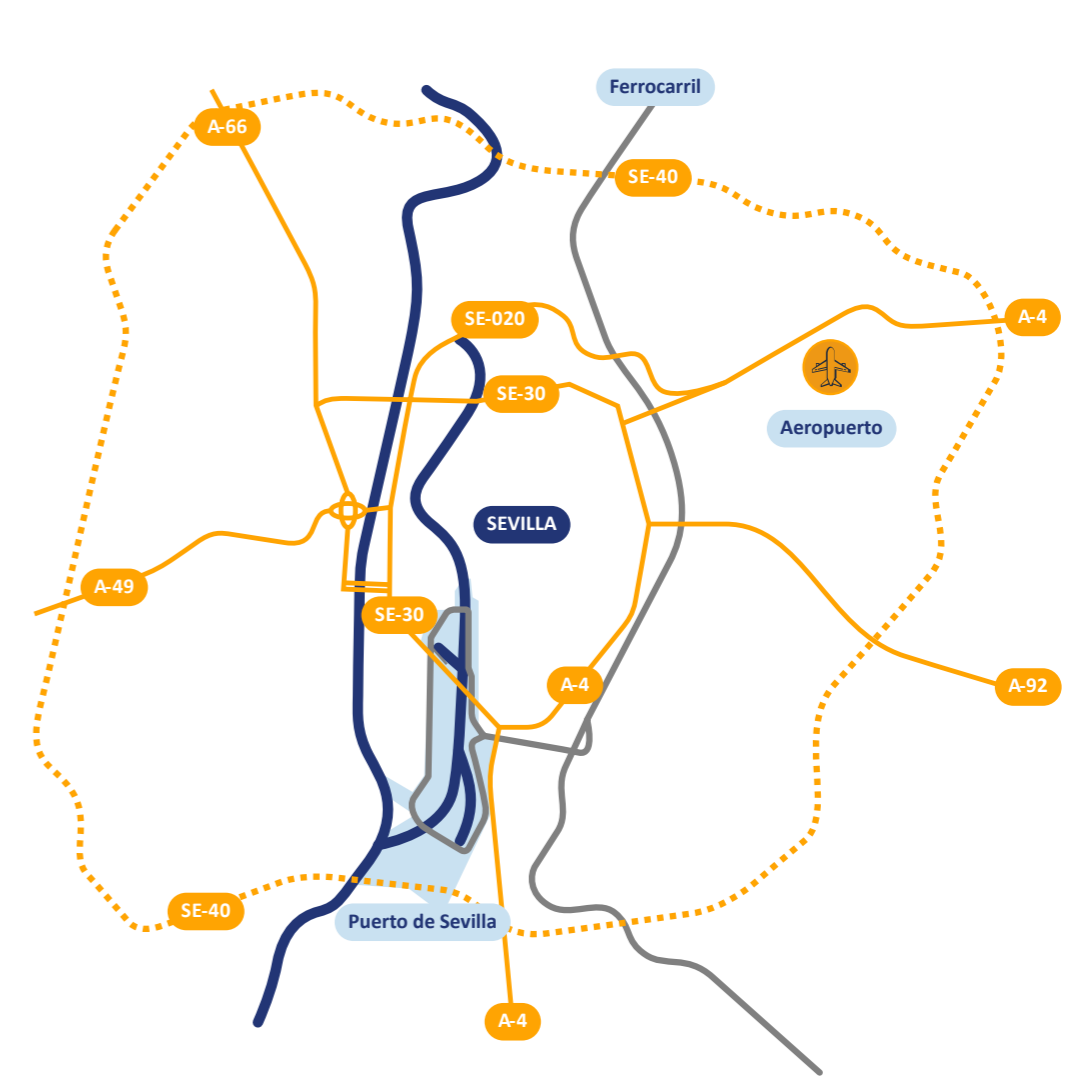 Ferrocarril
A-66
SE-40
SE-020
A-4
SE-30
Aeropuerto
SEVILLA
A-49
SE-30
A-4
A-92
SE-40
Puerto de Sevilla
A-4